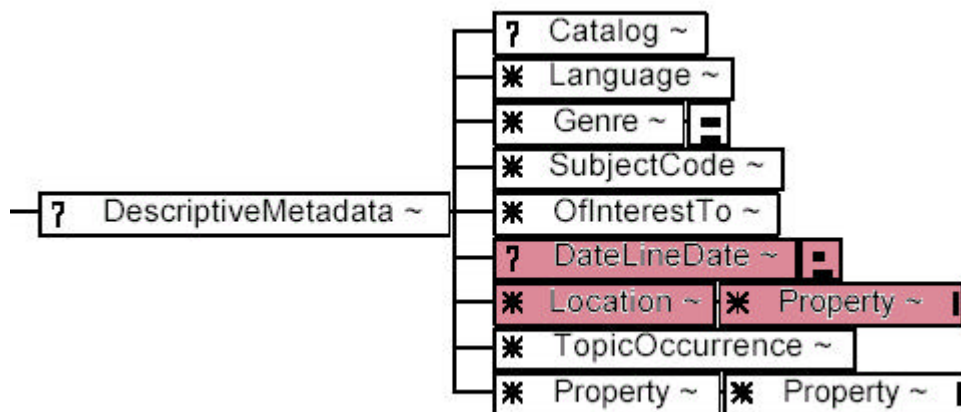 ? Catalog ~
* Language ~
* Genre ~
* SubjectCode ~
? DescriptiveMetadata ~
* OfInterestTo ~
? DateLineDate ~
* Location ~ * Property ~
* TopicOccurrence ~
* Property ~ * Property ~